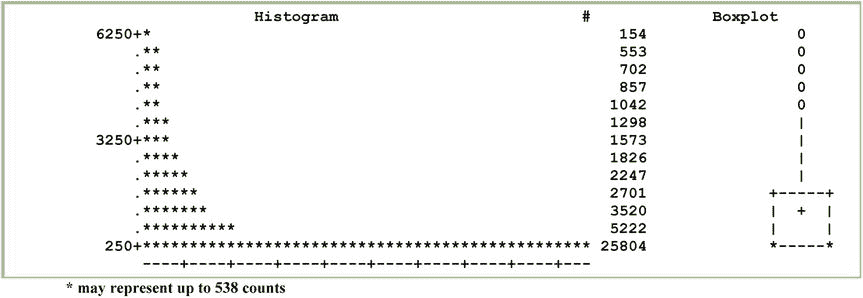 Histogram # Boxplot
6250+* 154 0
.** 553 0
.** 702 0
.** 857 0
.** 1042 0
.*** 1298 |
3250+*** 1573 |
.**** 1826 |
.***** 2247 |
.****** 2701 +-----+
.******* 3520 | + |
.********** 5222 | |
250+************************************************ 25804 *-----*
----+----+----+----+----+----+----+----+----+---
* may represent up to 538 counts